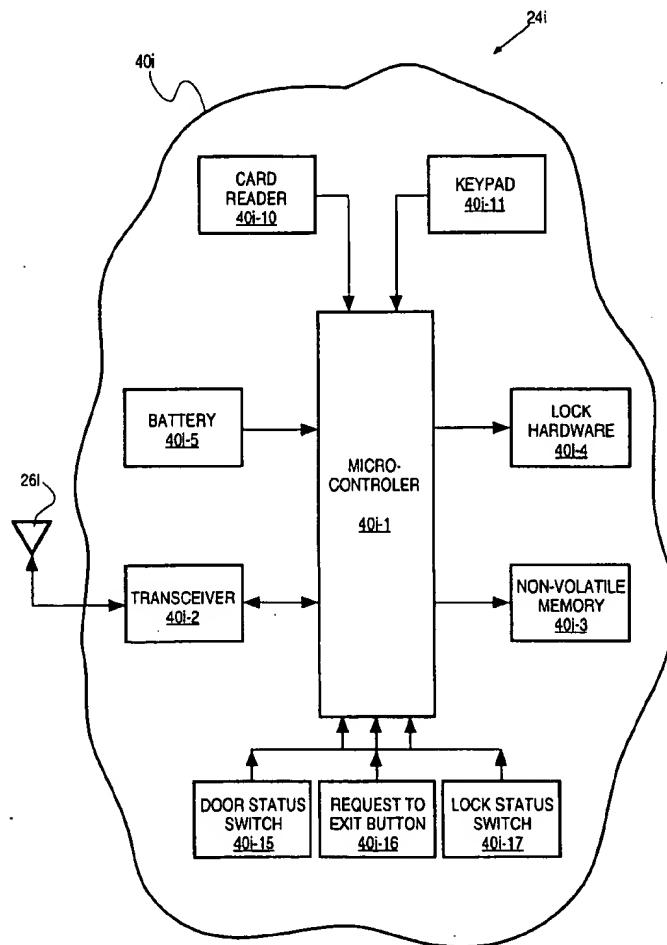 24i
40i
CARD
READER
40i-10
KEYPAD
40i-11
BATTERY
40i-5
MICRO-
CONTROLER
40i-1
LOCK
HARDWARE
40i-4
26i
TRANSCEIVER
40i-2
NON-VOLATILE
MEMORY
40i-3
DOOR STATUS
SWITCH
40i-15
REQUEST TO
EXIT BUTTON
40i-16
LOCK STATUS
SWITCH
40i-17